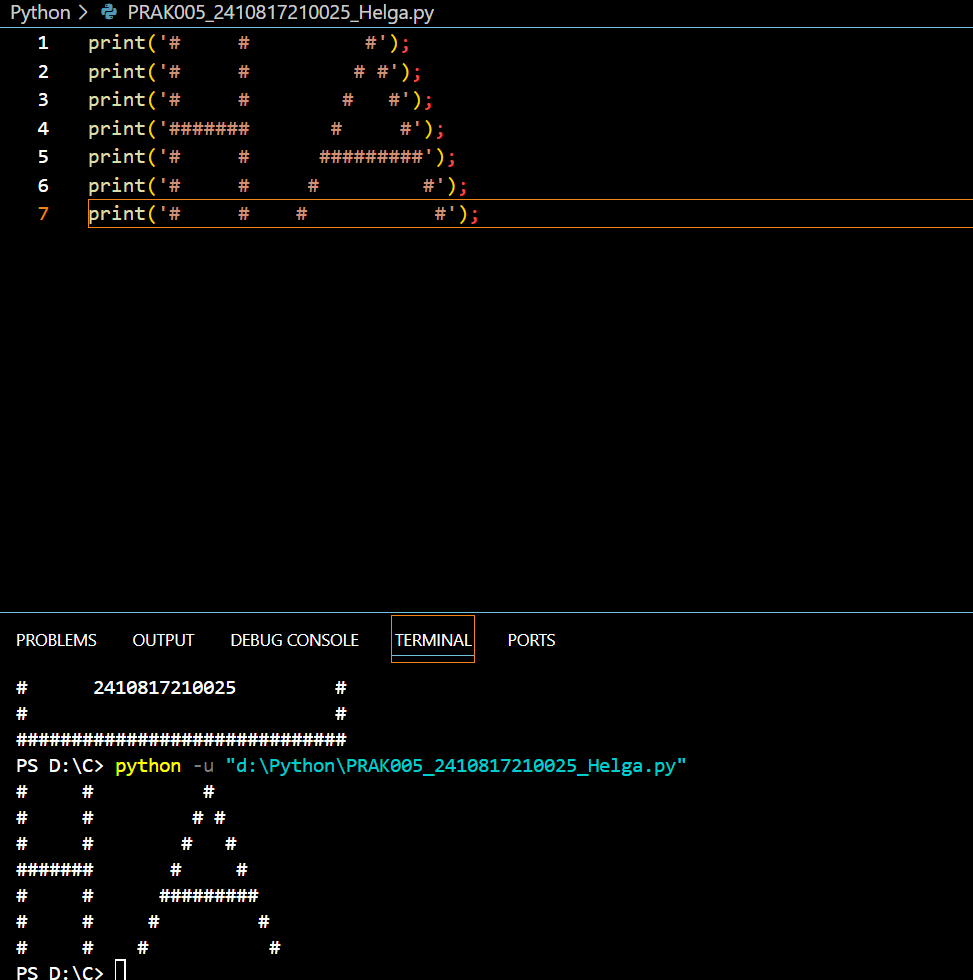 Python > PRAK005_2410817210025_Helga.py
1 print('#     #          #');
2 print('#     #         # #');
3 print('#     #        #   #');
4 print('#######       #     #');
5 print('#     #      #########');
6 print('#     #     #         #');
7 print('#     #    #           #');
PROBLEMS OUTPUT DEBUG CONSOLE TERMINAL PORTS
#      2410817210025         #
#                            #
##############################
PS D:\C> python -u "d:\Python\PRAK005_2410817210025_Helga.py"
#     #          #
#     #         # #
#     #        #   #
#######       #     #
#     #      #########
#     #     #         #
#     #    #           #
PS D:\C>